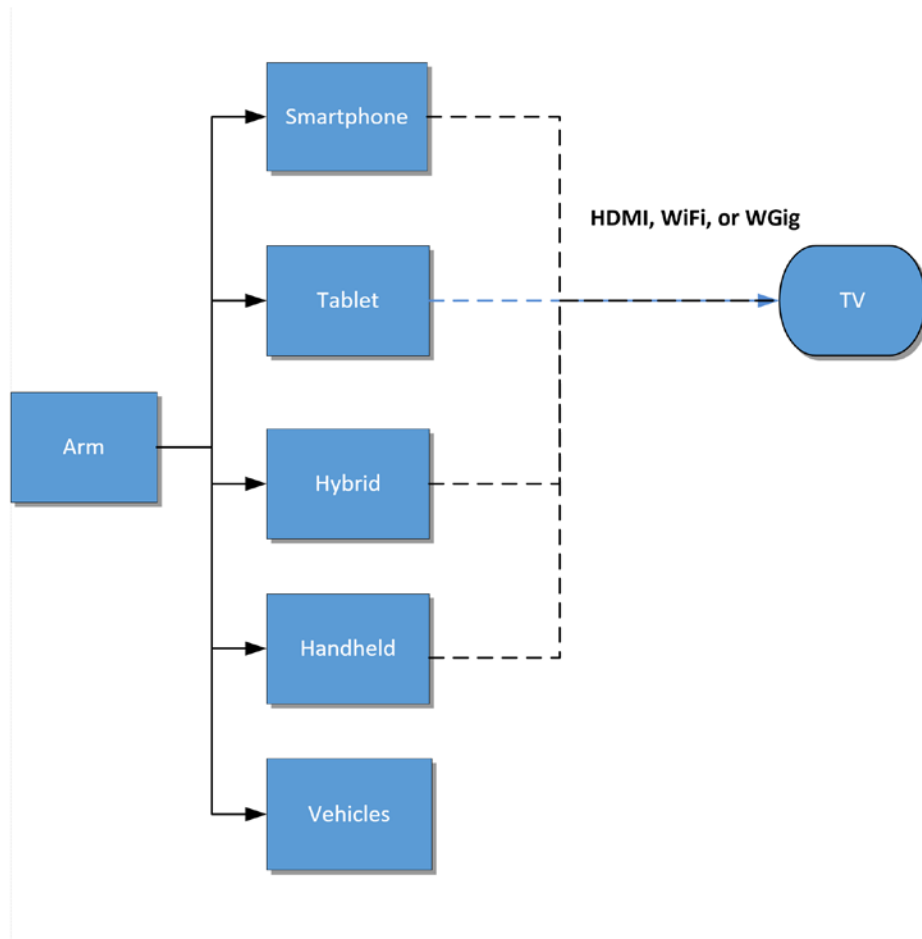 Smartphone
HDMI, WiFi, or WGig
Tablet
TV
Arm
Hybrid
Handheld
Vehicles